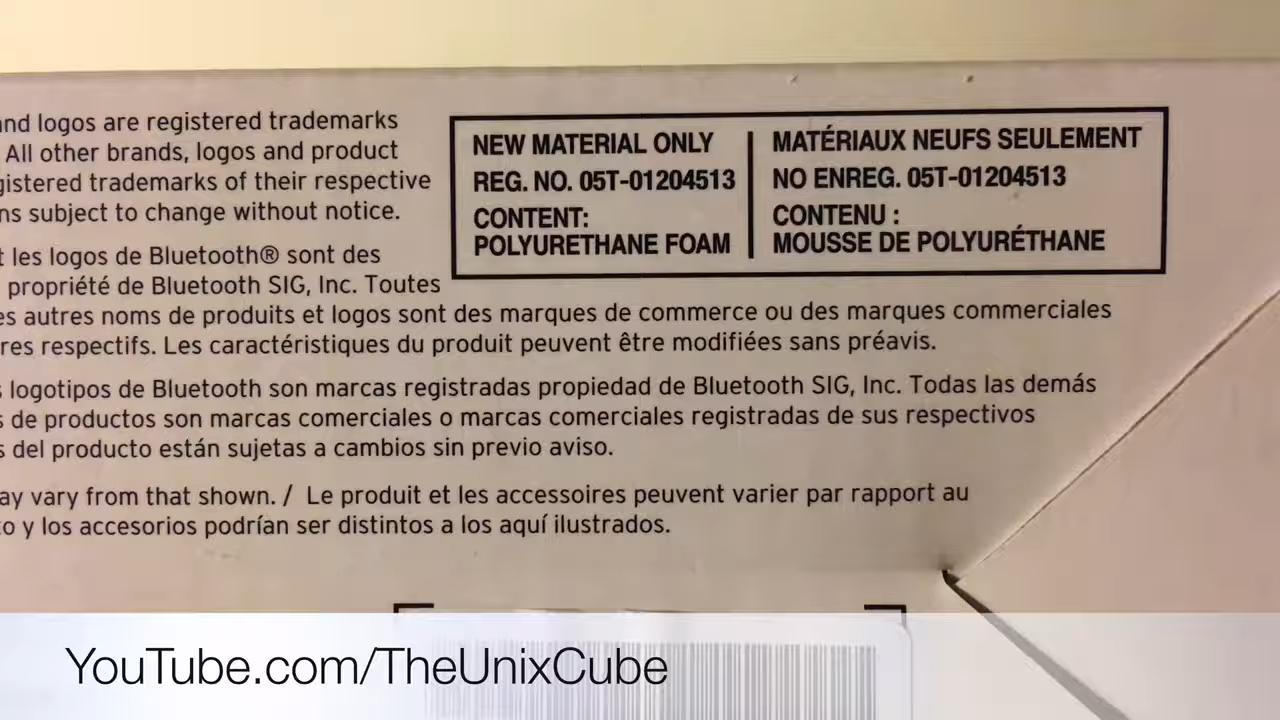 and logos are registered trademarks
All other brands, logos and product
registered trademarks of their respective
subject to change without notice.
NEW MATERIAL ONLY
REG. NO. 05T-01204513
CONTENT:
POLYURETHANE FOAM
MATÉRIAUX NEUFS SEULEMENT
NO ENREG. 05T-01204513
CONTENU :
MOUSSE DE POLYURÉTHANE
les logos de Bluetooth® sont des
propriété de Bluetooth SIG, Inc. Toutes
autres noms de produits et logos sont des marques de commerce ou des marques commerciales
respectifs. Les caractéristiques du produit peuvent être modifiées sans préavis.
logotipos de Bluetooth son marcas registradas propiedad de Bluetooth SIG, Inc. Todas las demás
de productos son marcas comerciales o marcas comerciales registradas de sus respectivos
del producto están sujetas a cambios sin previo aviso.
vary from that shown. / Le produit et les accessoires peuvent varier par rapport au
y los accesorios podrían ser distintos a los aquí ilustrados.
YouTube.com/TheUnixCube